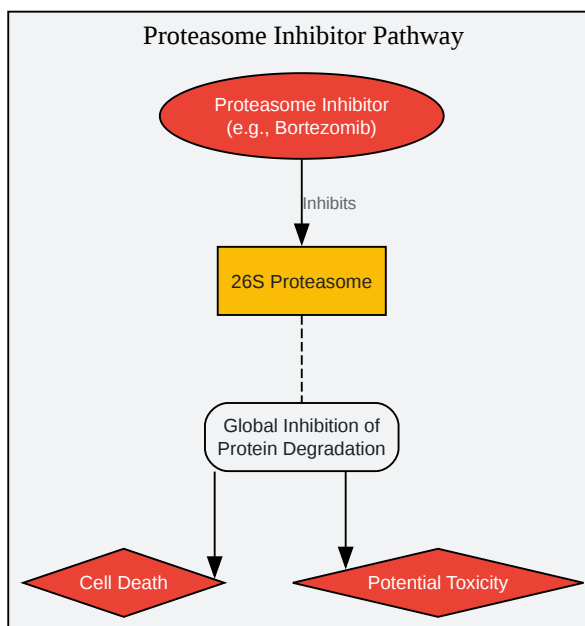 Proteasome Inhibitor Pathway
Proteasome Inhibitor
(e.g., Bortezomib)
Inhibits
26S Proteasome
Global Inhibition of
Protein Degradation
Cell Death
Potential Toxicity